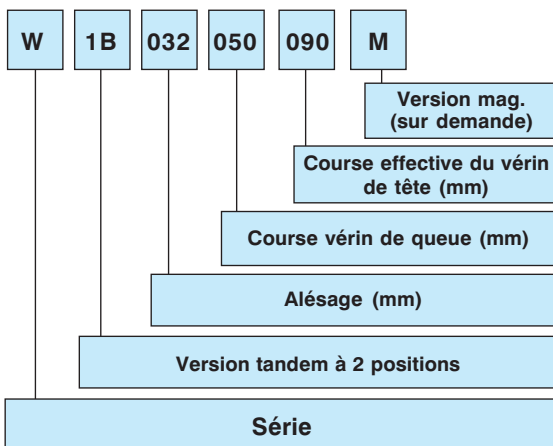 W 1B 032 050 090 M
Version mag.
(sur demande)
Course effective du vérin
de tête (mm)
Course vérin de queue (mm)
Alésage (mm)
Version tandem à 2 positions
Série